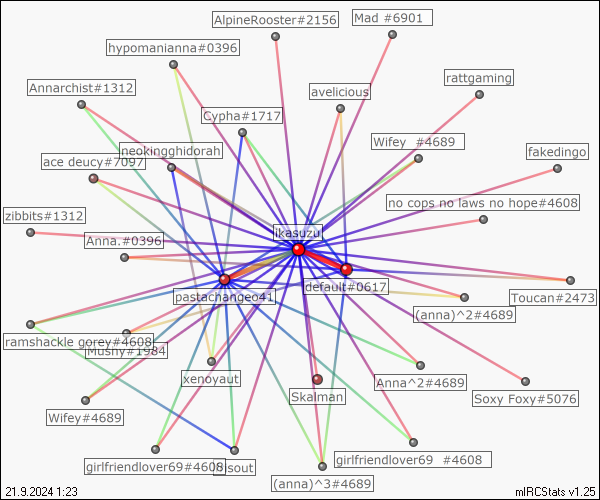 AlpineRooster#2156
Mad #6901
hypomanianna#0396
rattgaming
Annarchist#1312
avelicious
Cypha#1717
Wifey #4689
neokingghidorah
fakedingo
ace deucy#7097
no cops no laws no hope#4608
zibbits#1312
ikasuzu
Anna.#0396
default#0617
pastachangeo41
Toucan#2473
(anna)^2#4689
ramshackle gorey#4608
Mushy#1984
xenoyaut
Anna^2#4689
Skalman
Soxy Foxy#5076
Wifey#4689
girlfriendlover69#4608
girlfriendlover69 #4608
(anna)^3#4689
21.9.2024 1:23
mIRCStats v1.25